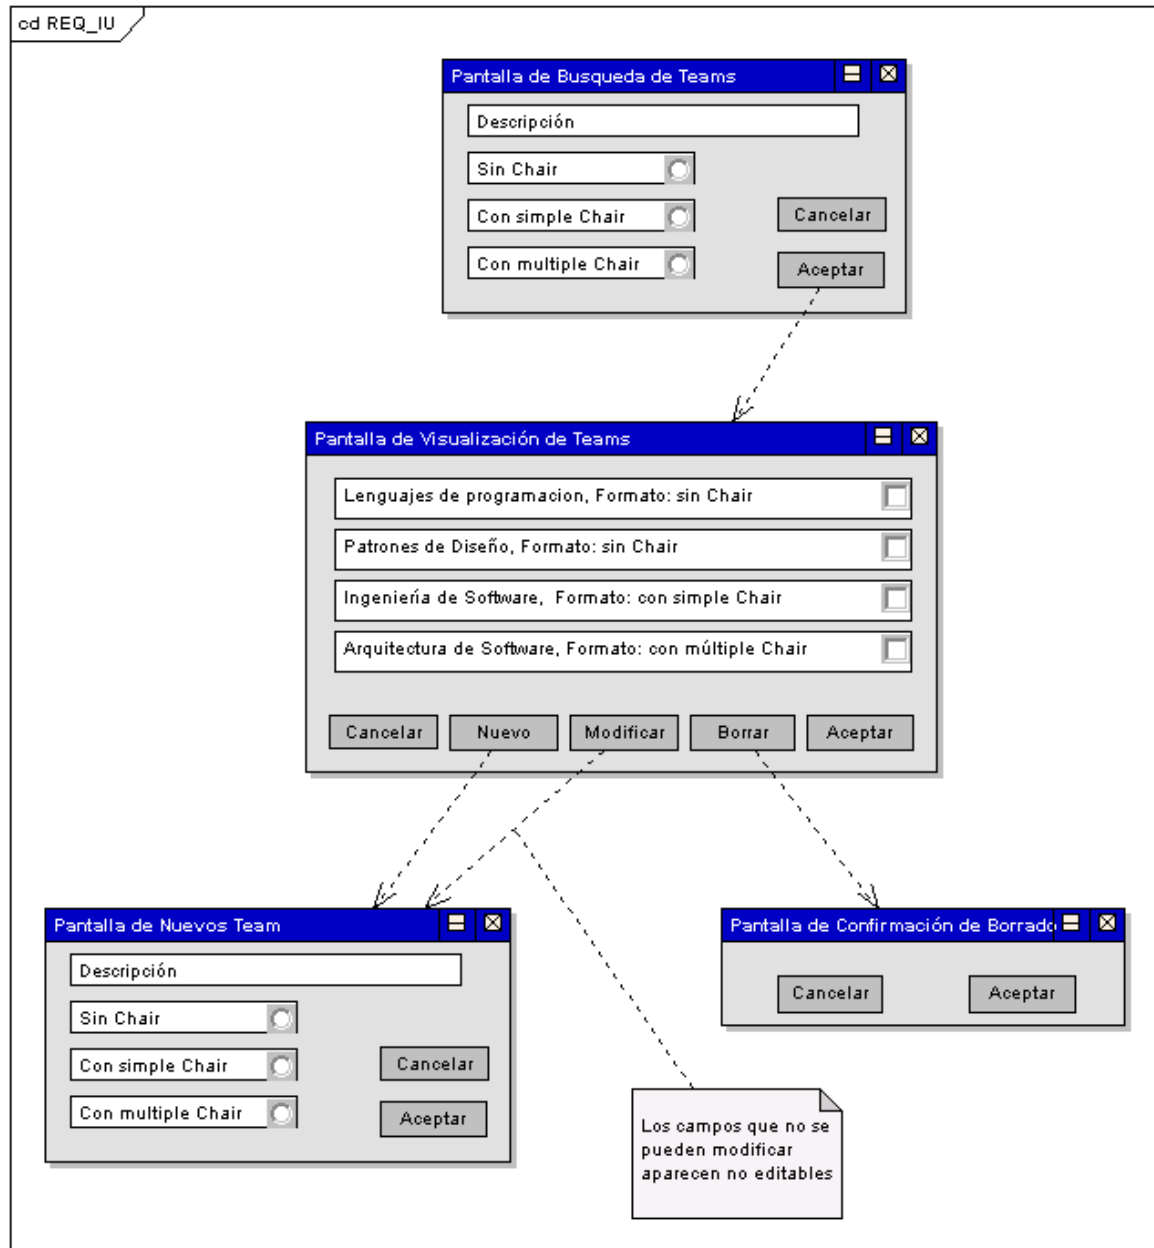 cd REQ_IU
Pantalla de Busqueda de Teams
Descripción
Sin Chair
Con simple Chair
Cancelar
Con multiple Chair
Aceptar
Pantalla de Visualización de Teams
Lenguajes de programacion, Formato: sin Chair
Patrones de Diseño, Formato: sin Chair
Ingeniería de Software, Formato: con simple Chair
Arquitectura de Software, Formato: con múltiple Chair
Cancelar Nuevo Modificar Borrar Aceptar
Pantalla de Nuevos Team
Descripción
Sin Chair
Con simple Chair
Cancelar
Con multiple Chair
Aceptar
Pantalla de Confirmación de Borrado
Cancelar Aceptar
Los campos que no se
pueden modificar
aparecen no editables